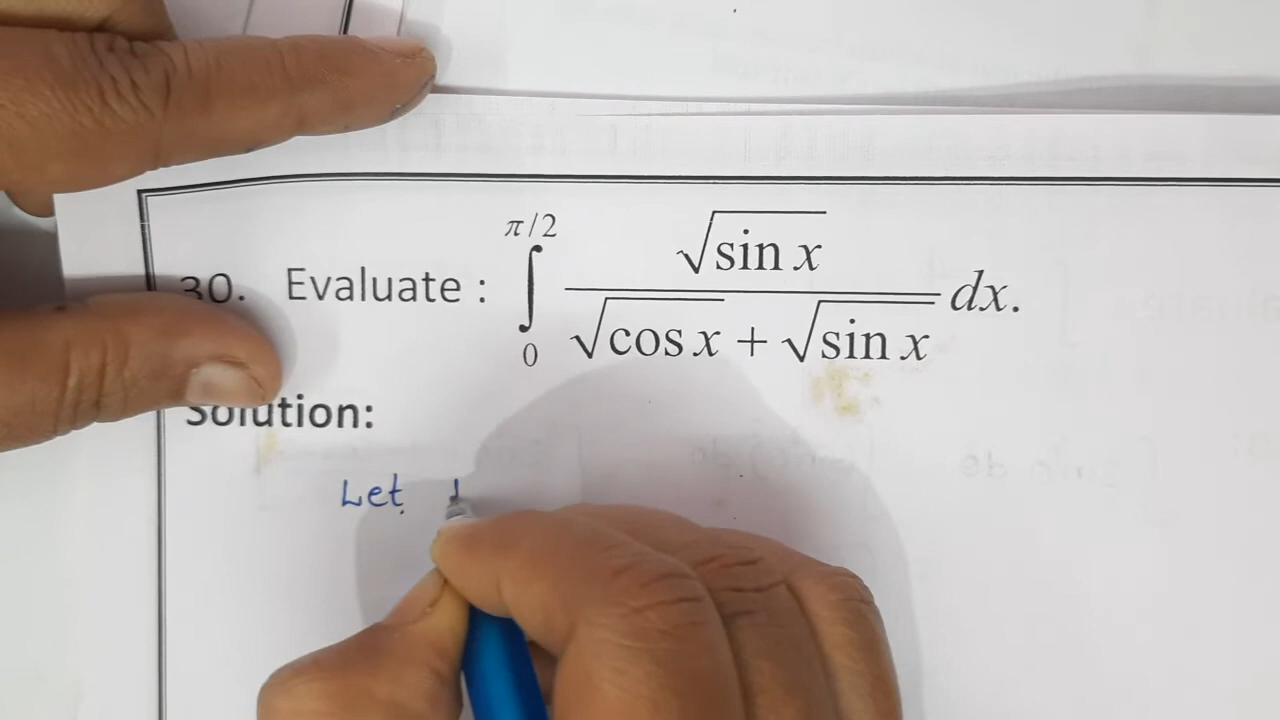 30. Evaluate : ∫₀^{π/2} √(sin x) / (√(cos x) + √(sin x)) dx.
Solution:
Let